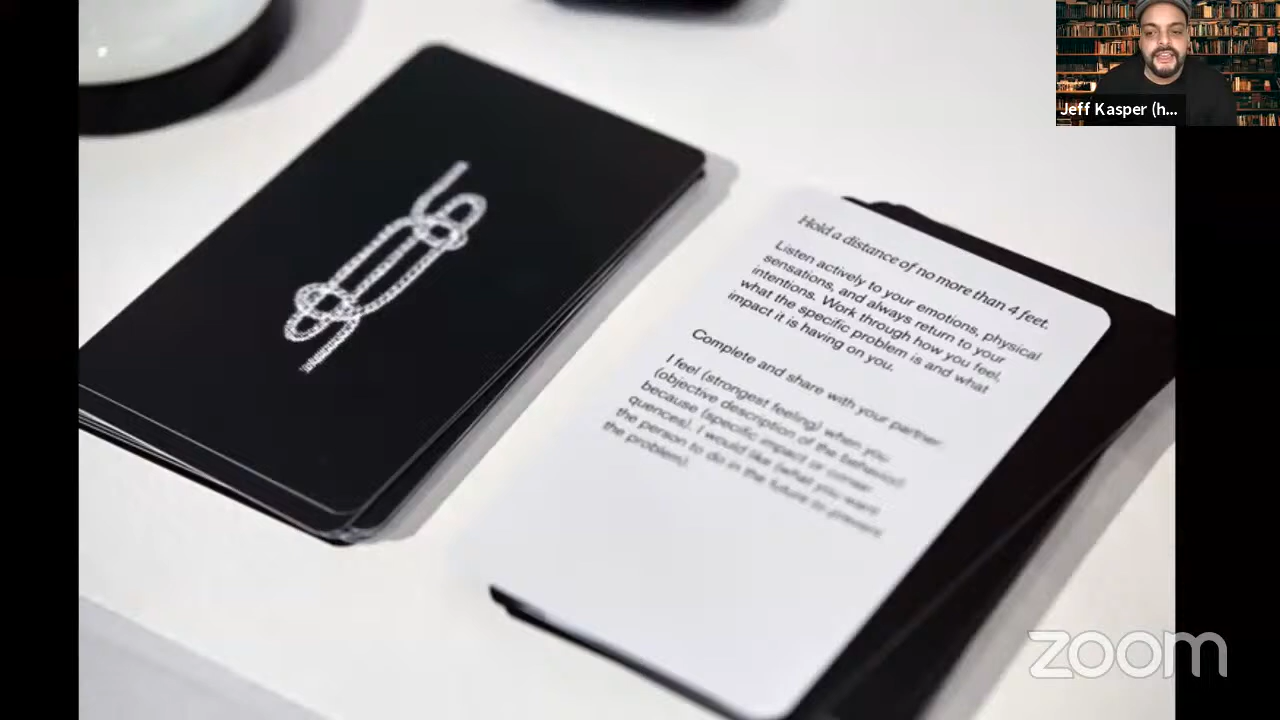 Jeff Kasper (h...
Hold a distance of no more than 4 feet.
Listen actively to your emotions, physical
sensations, and always return to your
intentions. Work through how you feel,
what the specific problem is and what
impact it is having on you.
Complete and share with your partner:
I feel (strongest feeling) when you
(objective description of the behavior)
because (specific impact or conse-
quences). I would like (what you want
the person to do in the future to prevent
the problem).
zoom